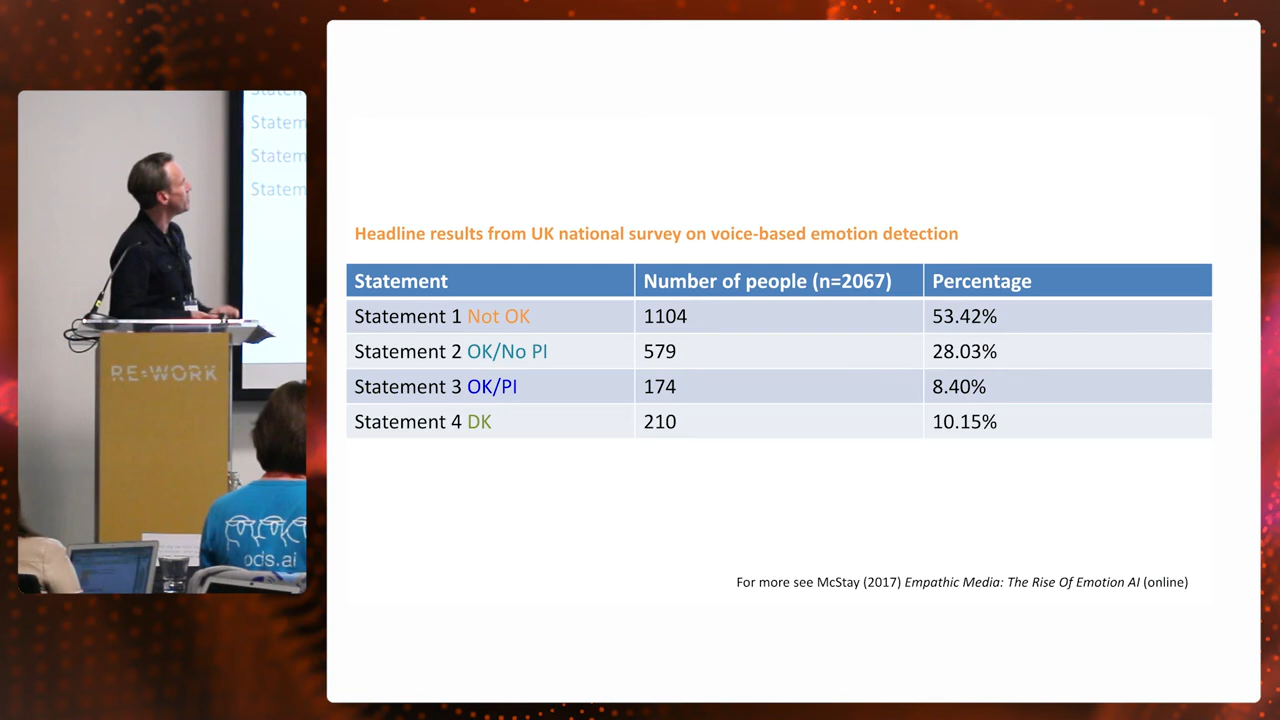 Statem
Statem
Statem
RE•WORK
ods.ai
Headline results from UK national survey on voice-based emotion detection
Statement Number of people (n=2067) Percentage
Statement 1 Not OK 1104 53.42%
Statement 2 OK/No PI 579 28.03%
Statement 3 OK/PI 174 8.40%
Statement 4 DK 210 10.15%
For more see McStay (2017) Empathic Media: The Rise Of Emotion AI (online)